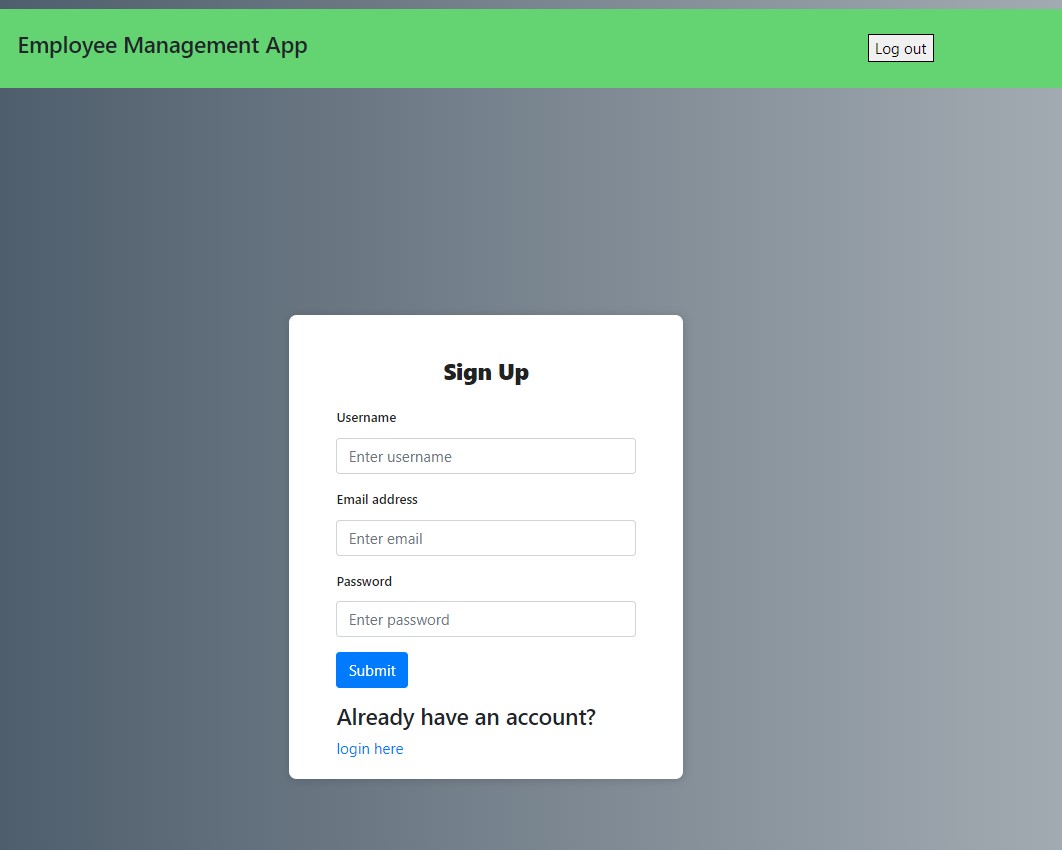 Employee Management App
Log out
Sign Up
Username
Enter username
Email address
Enter email
Password
Enter password
Submit
Already have an account?
login here